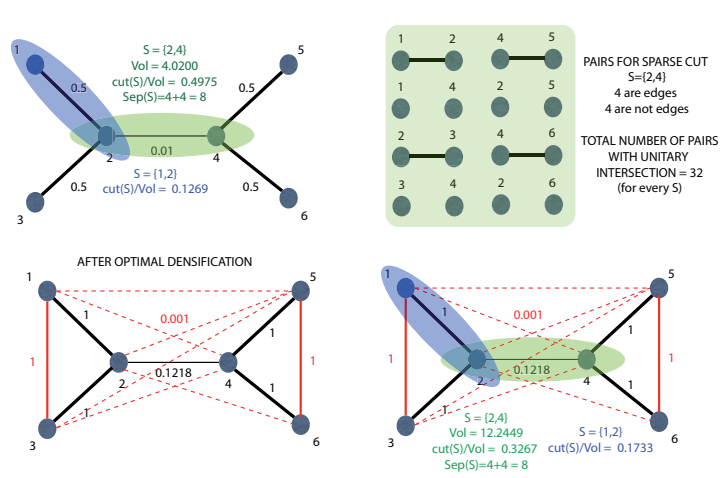 1
5
S = {2,4}
Vol = 4.0200
cut(S)/Vol = 0.4975
Sep(S)=4+4 = 8
0.5
0.5
2
0.01
4
S = {1,2}
cut(S)/Vol = 0.1269
0.5
0.5
3
6
1 2 4 5
1 4 2 5
2 3 4 6
3 4 2 6
PAIRS FOR SPARSE CUT
S={2,4}
4 are edges
4 are not edges
TOTAL NUMBER OF PAIRS
WITH UNITARY
INTERSECTION = 32
(for every S)
AFTER OPTIMAL DENSIFICATION
1
5
1
0.001
1
1
1
2
0.1218
4
1
1
3
6
1
5
1
0.001
1
1
1
2
0.1218
4
1
1
3
6
S = {2,4}
Vol = 12.2449
cut(S)/Vol = 0.3267
Sep(S)=4+4 = 8
S = {1,2}
cut(S)/Vol = 0.1733